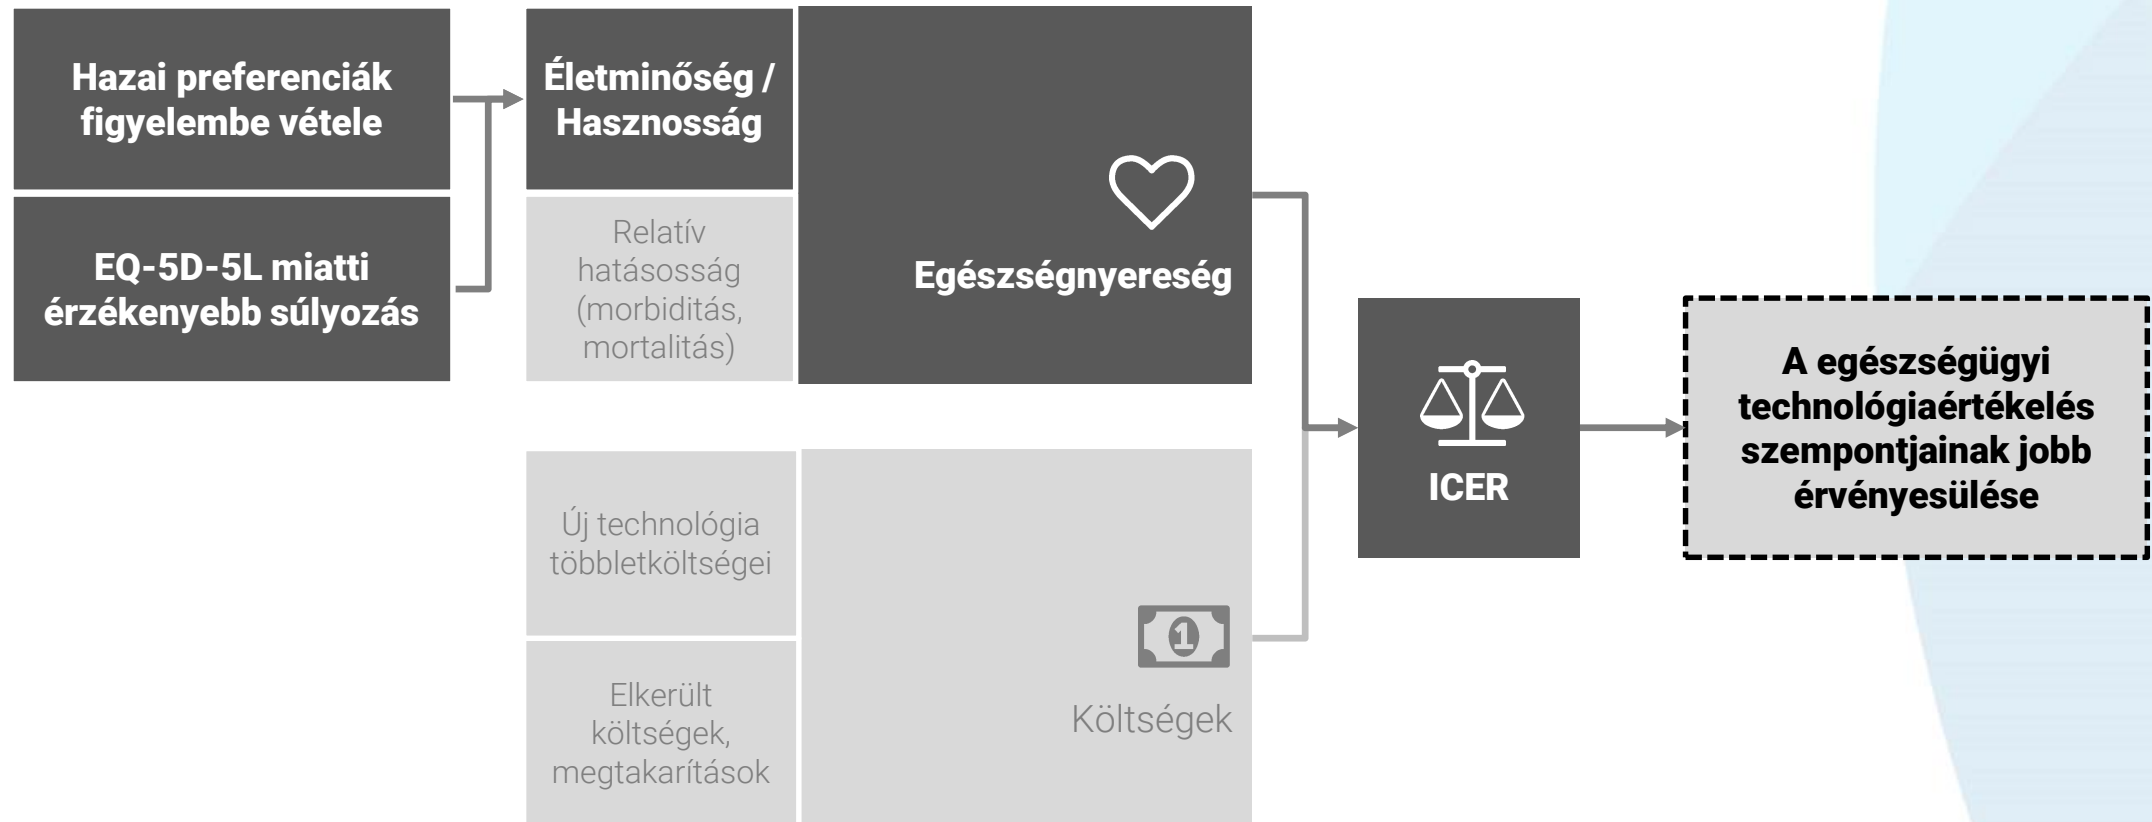 Hazai preferenciák
figyelembe vétele
EQ-5D-5L miatti
érzékenyebb súlyozás
Életminőség /
Hasznosság
Relatív
hatásosság
(morbiditás,
mortalitás)
Egészségnyereség
Új technológia
többletköltségei
Elkerült
költségek,
megtakarítások
1
Költségek
ICER
A egészségügyi
technológiaértékelés
szempontjainak jobb
érvényesülése